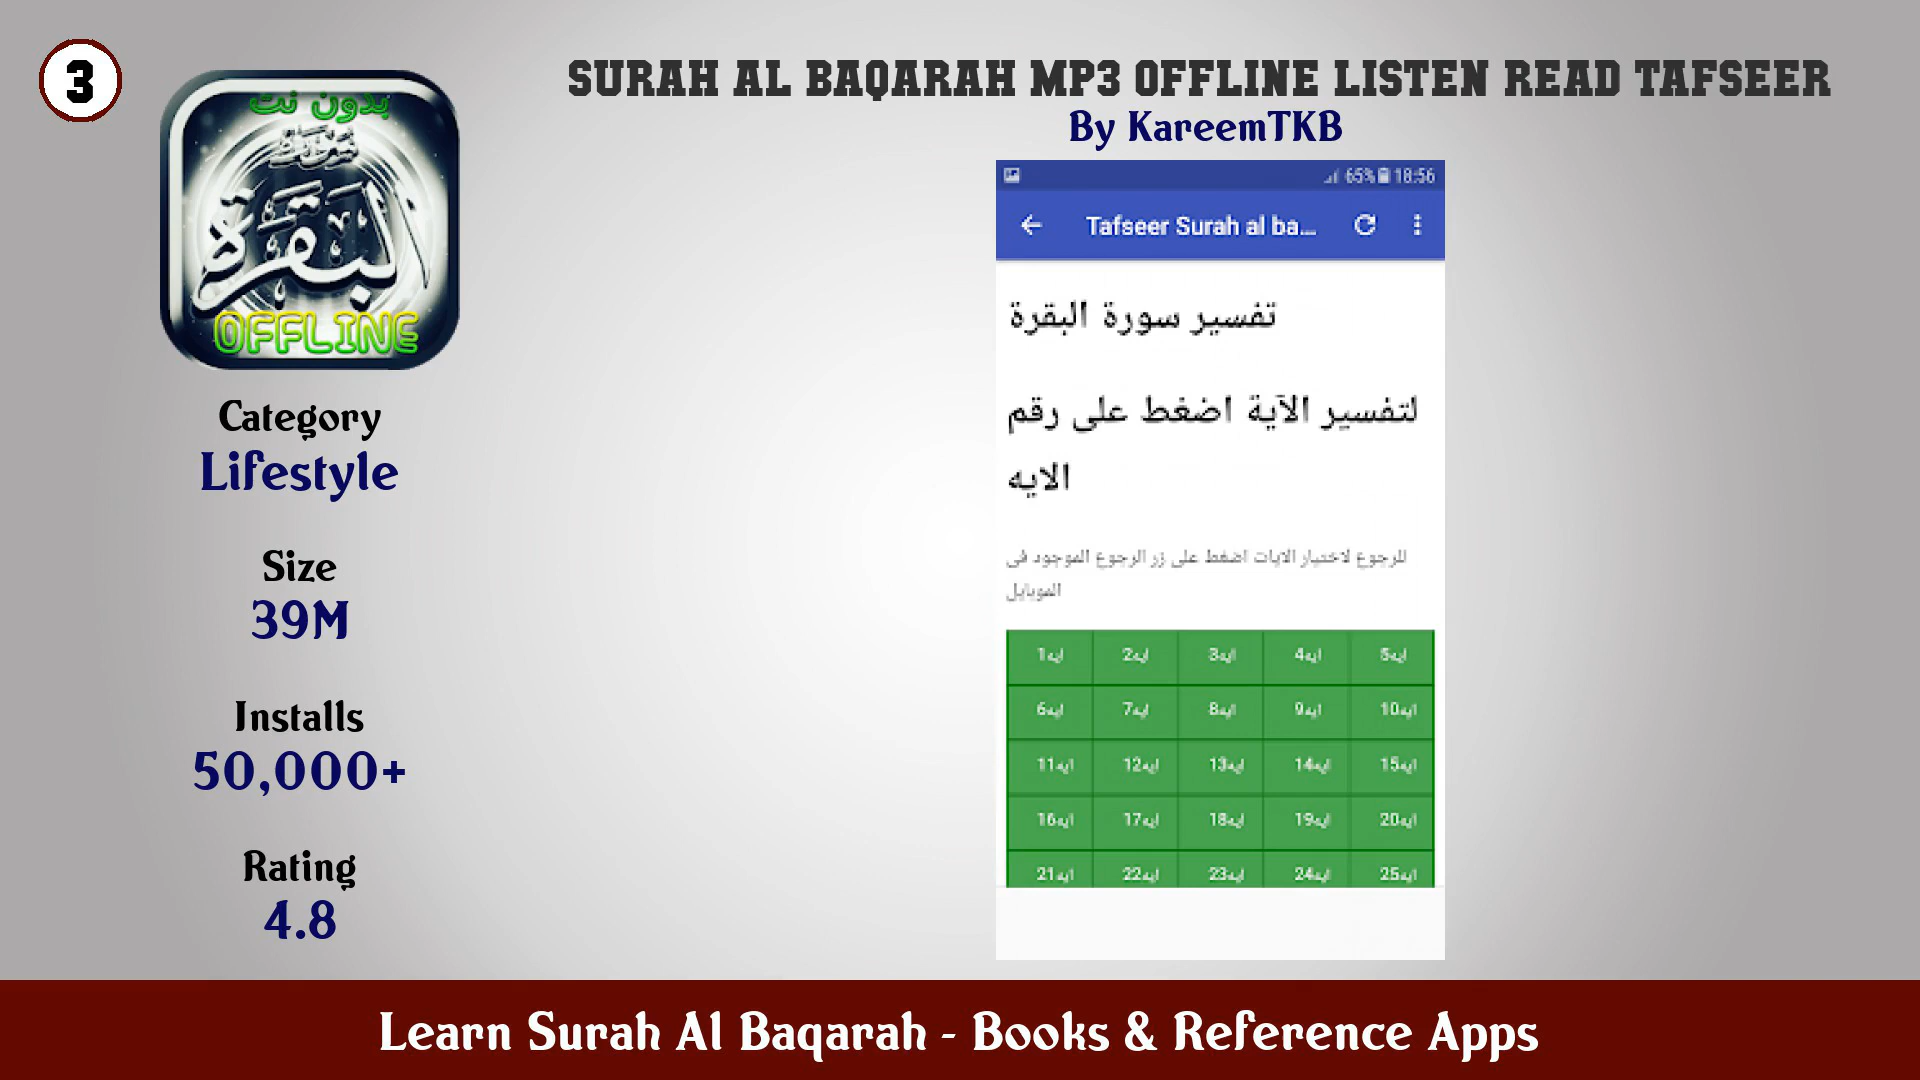 3
SURAH AL BAQARAH MP3 OFFLINE LISTEN READ TAFSEER
By KareemTKB
بدون نت
سورة
البقرة
OFFLINE
Category
Lifestyle
Size
39M
Installs
50,000+
Rating
4.8
65% 18:56
Tafseer Surah al ba...
تفسير سورة البقرة
لتفسير الآية اضغط على رقم
الايه
للرجوع لاختيار الايات اضغط على زر الرجوع الموجود فى
الموبايل
ايه1 ايه2 ايه3 ايه4 ايه5
ايه6 ايه7 ايه8 ايه9 ايه10
ايه11 ايه12 ايه13 ايه14 ايه15
ايه16 ايه17 ايه18 ايه19 ايه20
ايه21 ايه22 ايه23 ايه24 ايه25
Learn Surah Al Baqarah - Books & Reference Apps